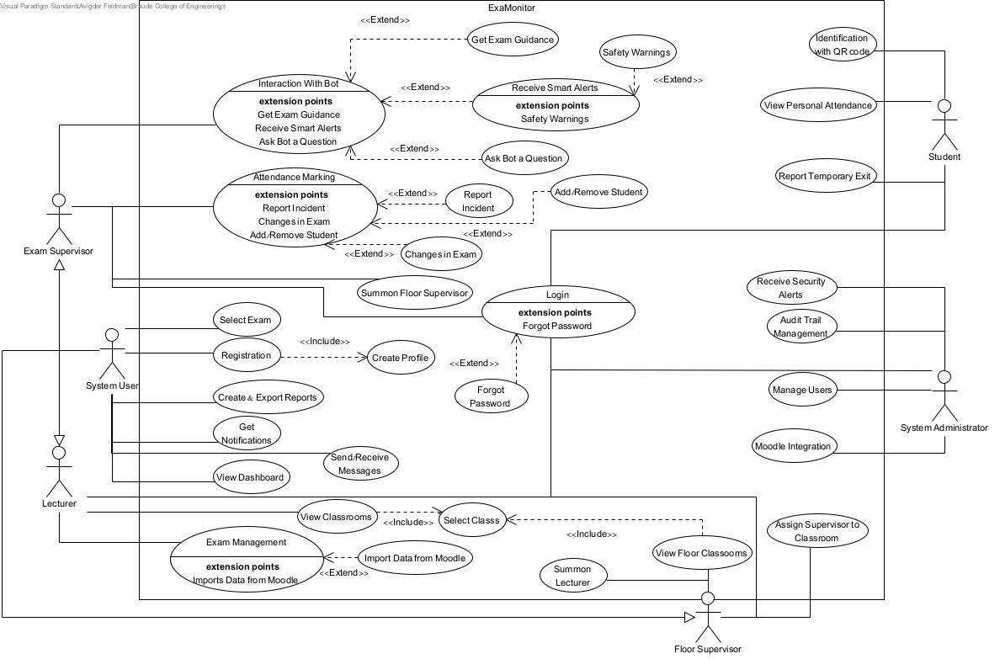 Visual Paradigm Standard(Avigdor Feldman(Braude College of Engineering))
ExaMonitor
<<Extend>>
Get Exam Guidance
Identification
with QR code
Safety Warnings
<<Extend>>
Interaction With Bot
extension points
Get Exam Guidance
Receive Smart Alerts
Ask Bot a Question
<<Extend>>
Receive Smart Alerts
extension points
Safety Warnings
View Personal Attendance
Student
<<Extend>>
Ask Bot a Question
Attendance Marking
extension points
Report Incident
Changes in Exam
Add/Remove Student
<<Extend>>
Report
Incident
Add/Remove Student
Report Temporary Exit
<<Extend>>
<<Extend>>
Changes in Exam
Exam Supervisor
Summon Floor Supervisor
Login
extension points
Forgot Password
Receive Security
Alerts
Select Exam
Audit Trail
Management
Registration
<<Include>>
Create Profile
<<Extend>>
Forgot
Password
System User
Create & Export Reports
Manage Users
System Administrator
Get
Notifications
Moodle Integration
Send/Receive
Messages
View Dashboard
Lecturer
View Classrooms
<<Include>>
Select Classs
<<Include>>
Assign Supervisor to
Classroom
Exam Management
extension points
Imports Data from Moodle
Import Data from Moodle
<<Extend>>
View Floor Classooms
Summon
Lecturer
Floor Supervisor